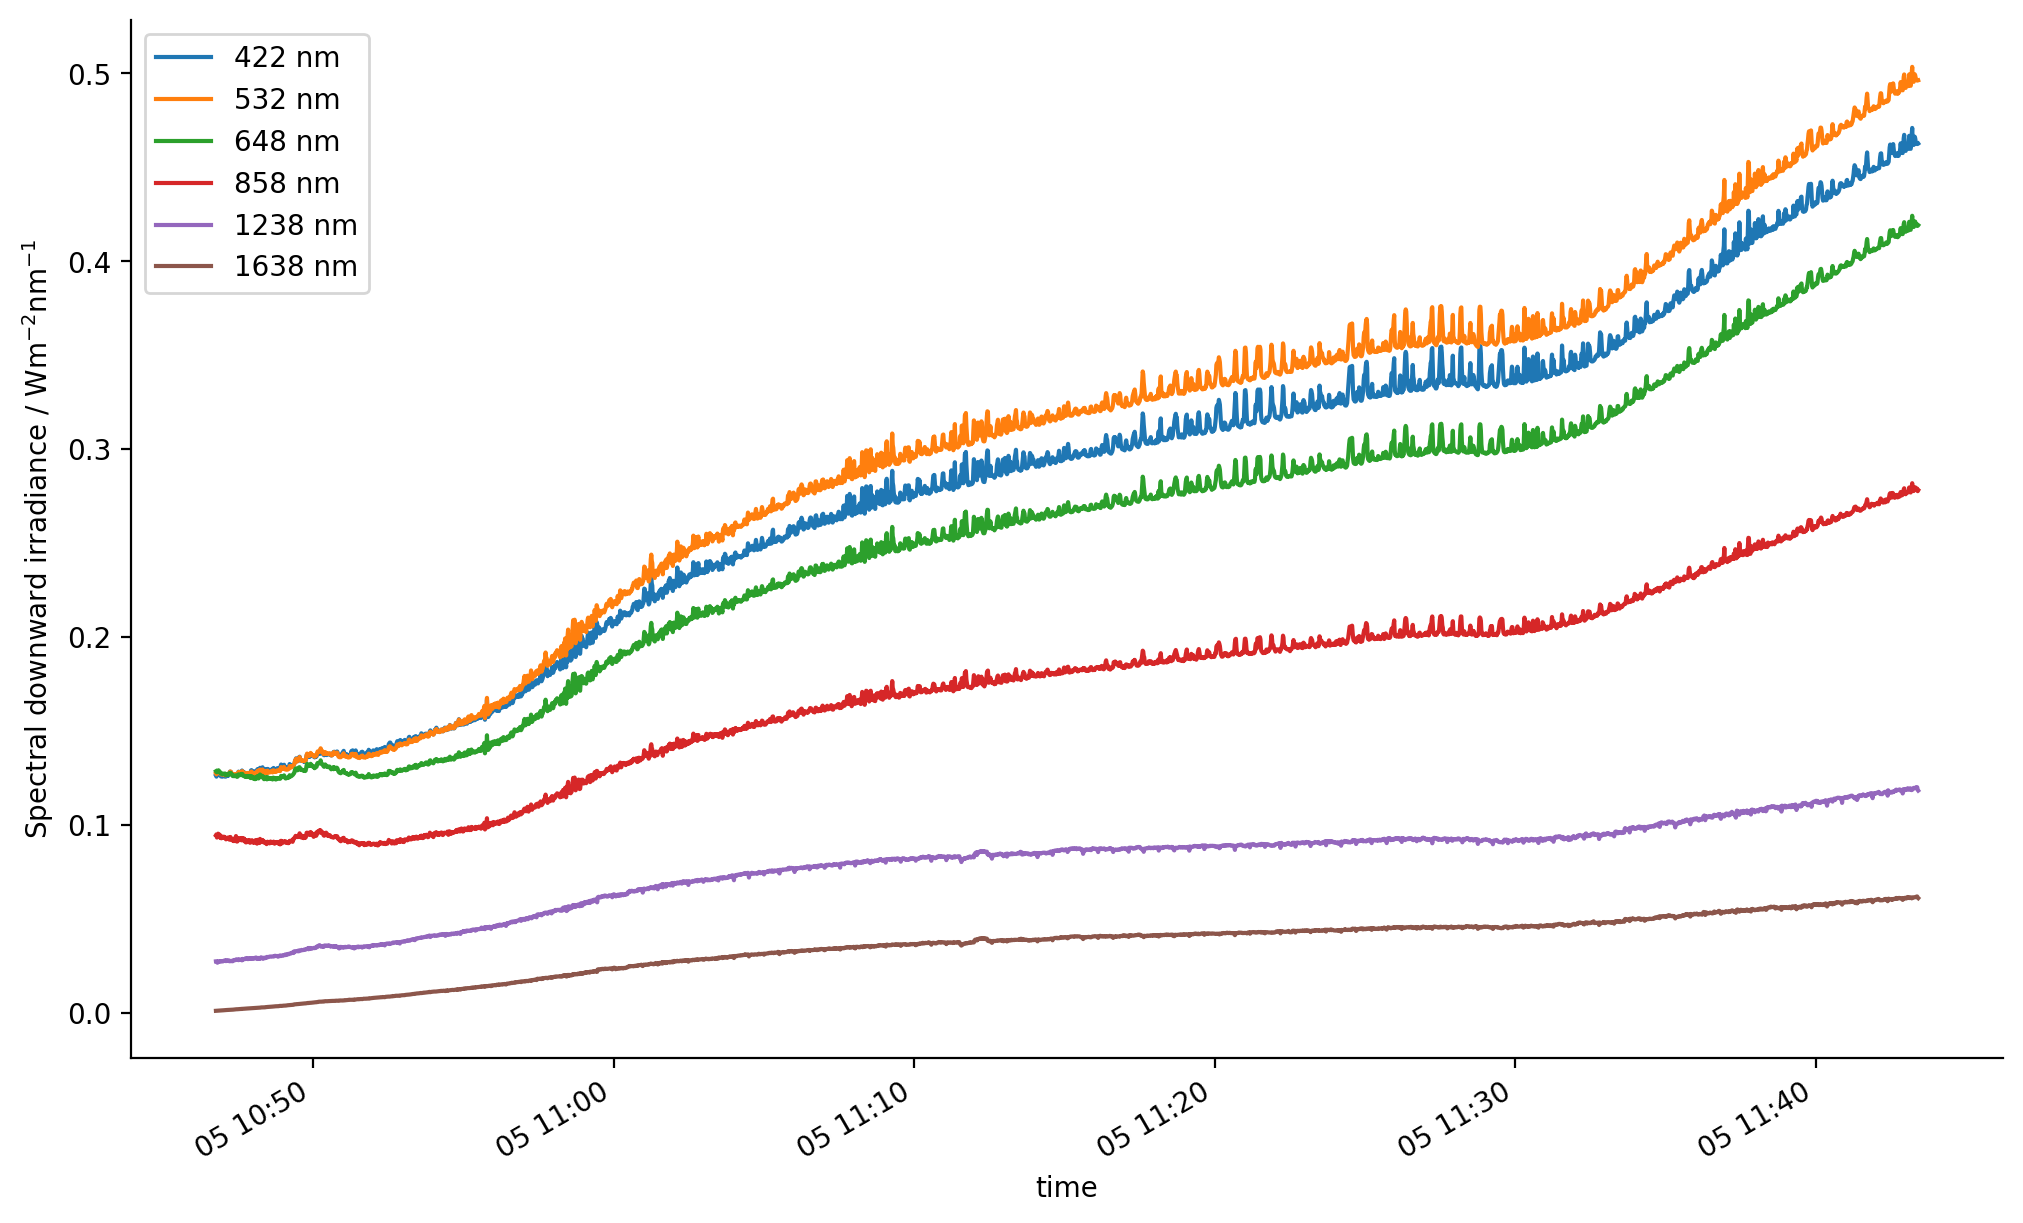 422 nm
532 nm
648 nm
858 nm
1238 nm
1638 nm
Spectral downward irradiance / Wm⁻²nm⁻¹
0.5
0.4
0.3
0.2
0.1
0.0
05 10:50
05 11:00
05 11:10
05 11:20
05 11:30
05 11:40
time